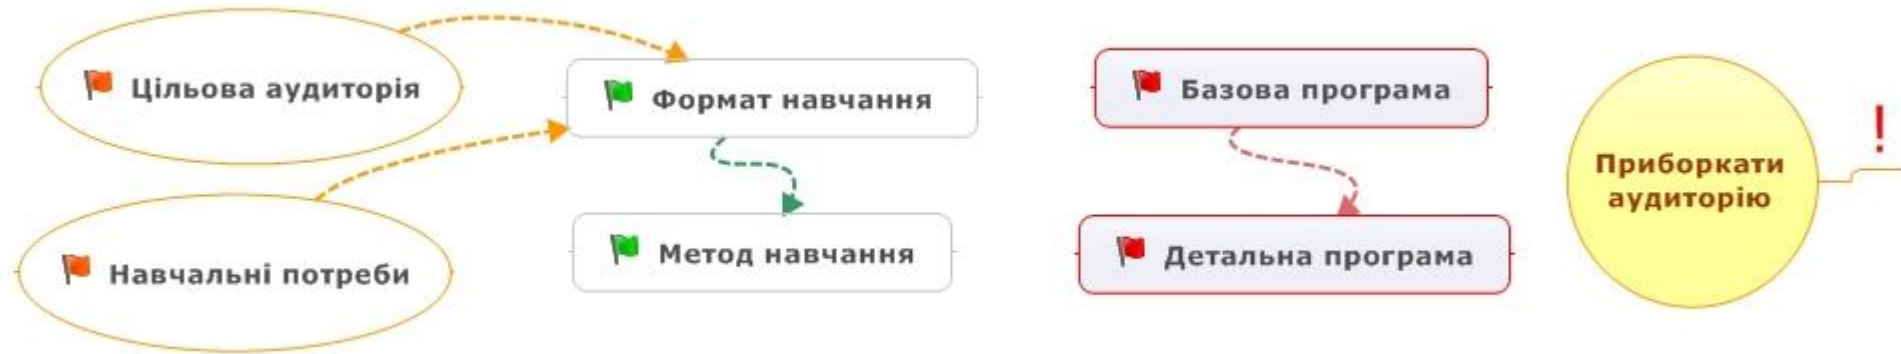 Цільова аудиторія
Навчальні потреби
Формат навчання
Метод навчання
Базова програма
Детальна програма
Приборкати
аудиторію
!